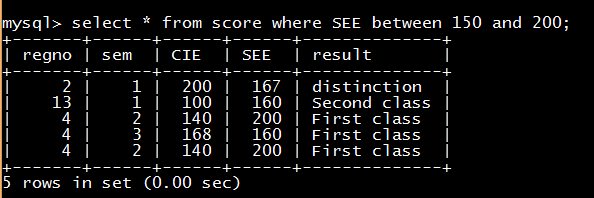 mysql> select * from score where SEE between 150 and 200;
+-------+------+------+------+--------------+
| regno | sem | CIE | SEE | result |
+-------+------+------+------+--------------+
| 2 | 1 | 200 | 167 | distinction |
| 13 | 1 | 100 | 160 | Second class |
| 4 | 2 | 140 | 200 | First class |
| 4 | 3 | 168 | 160 | First class |
| 4 | 2 | 140 | 200 | First class |
+-------+------+------+------+--------------+
5 rows in set (0.00 sec)